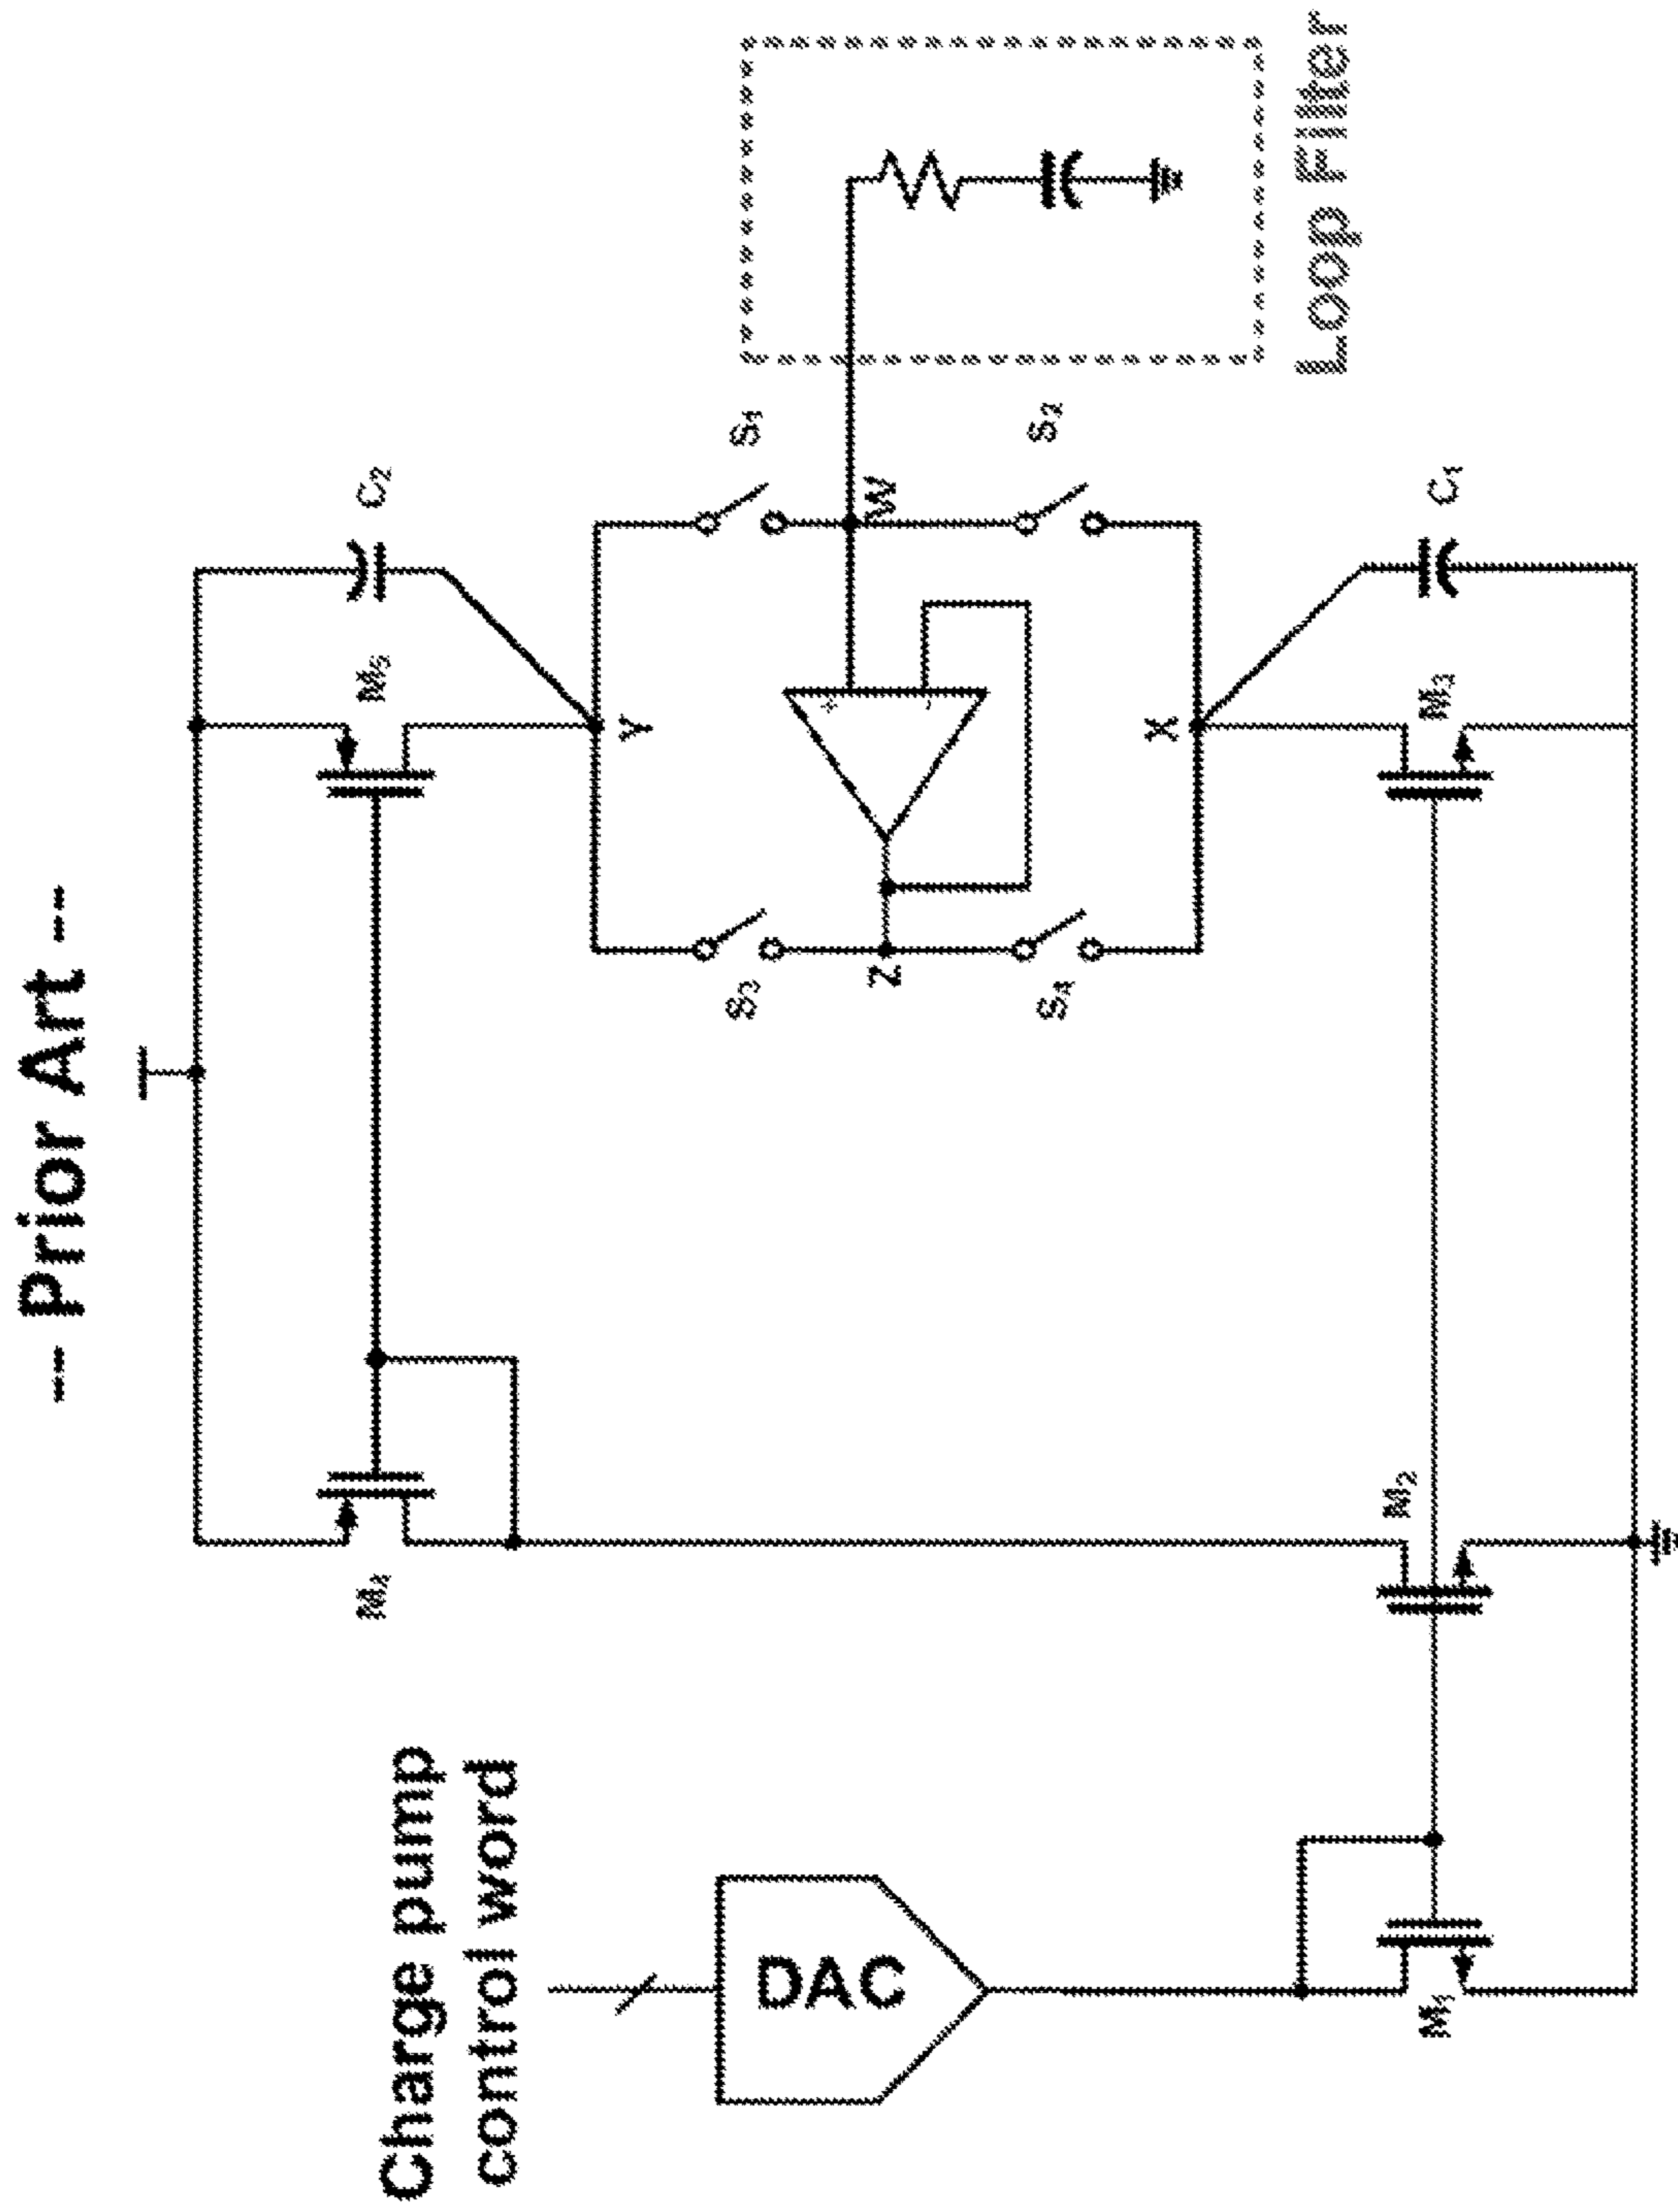 --- Prior Art ---
Charge pump
control word
DAC
M₁
M₂
M₃
M₄
M₅
C₂
C₁
S₁
S₂
S₃
S₄
Y
X
W
Z
+
-
Loop Filter